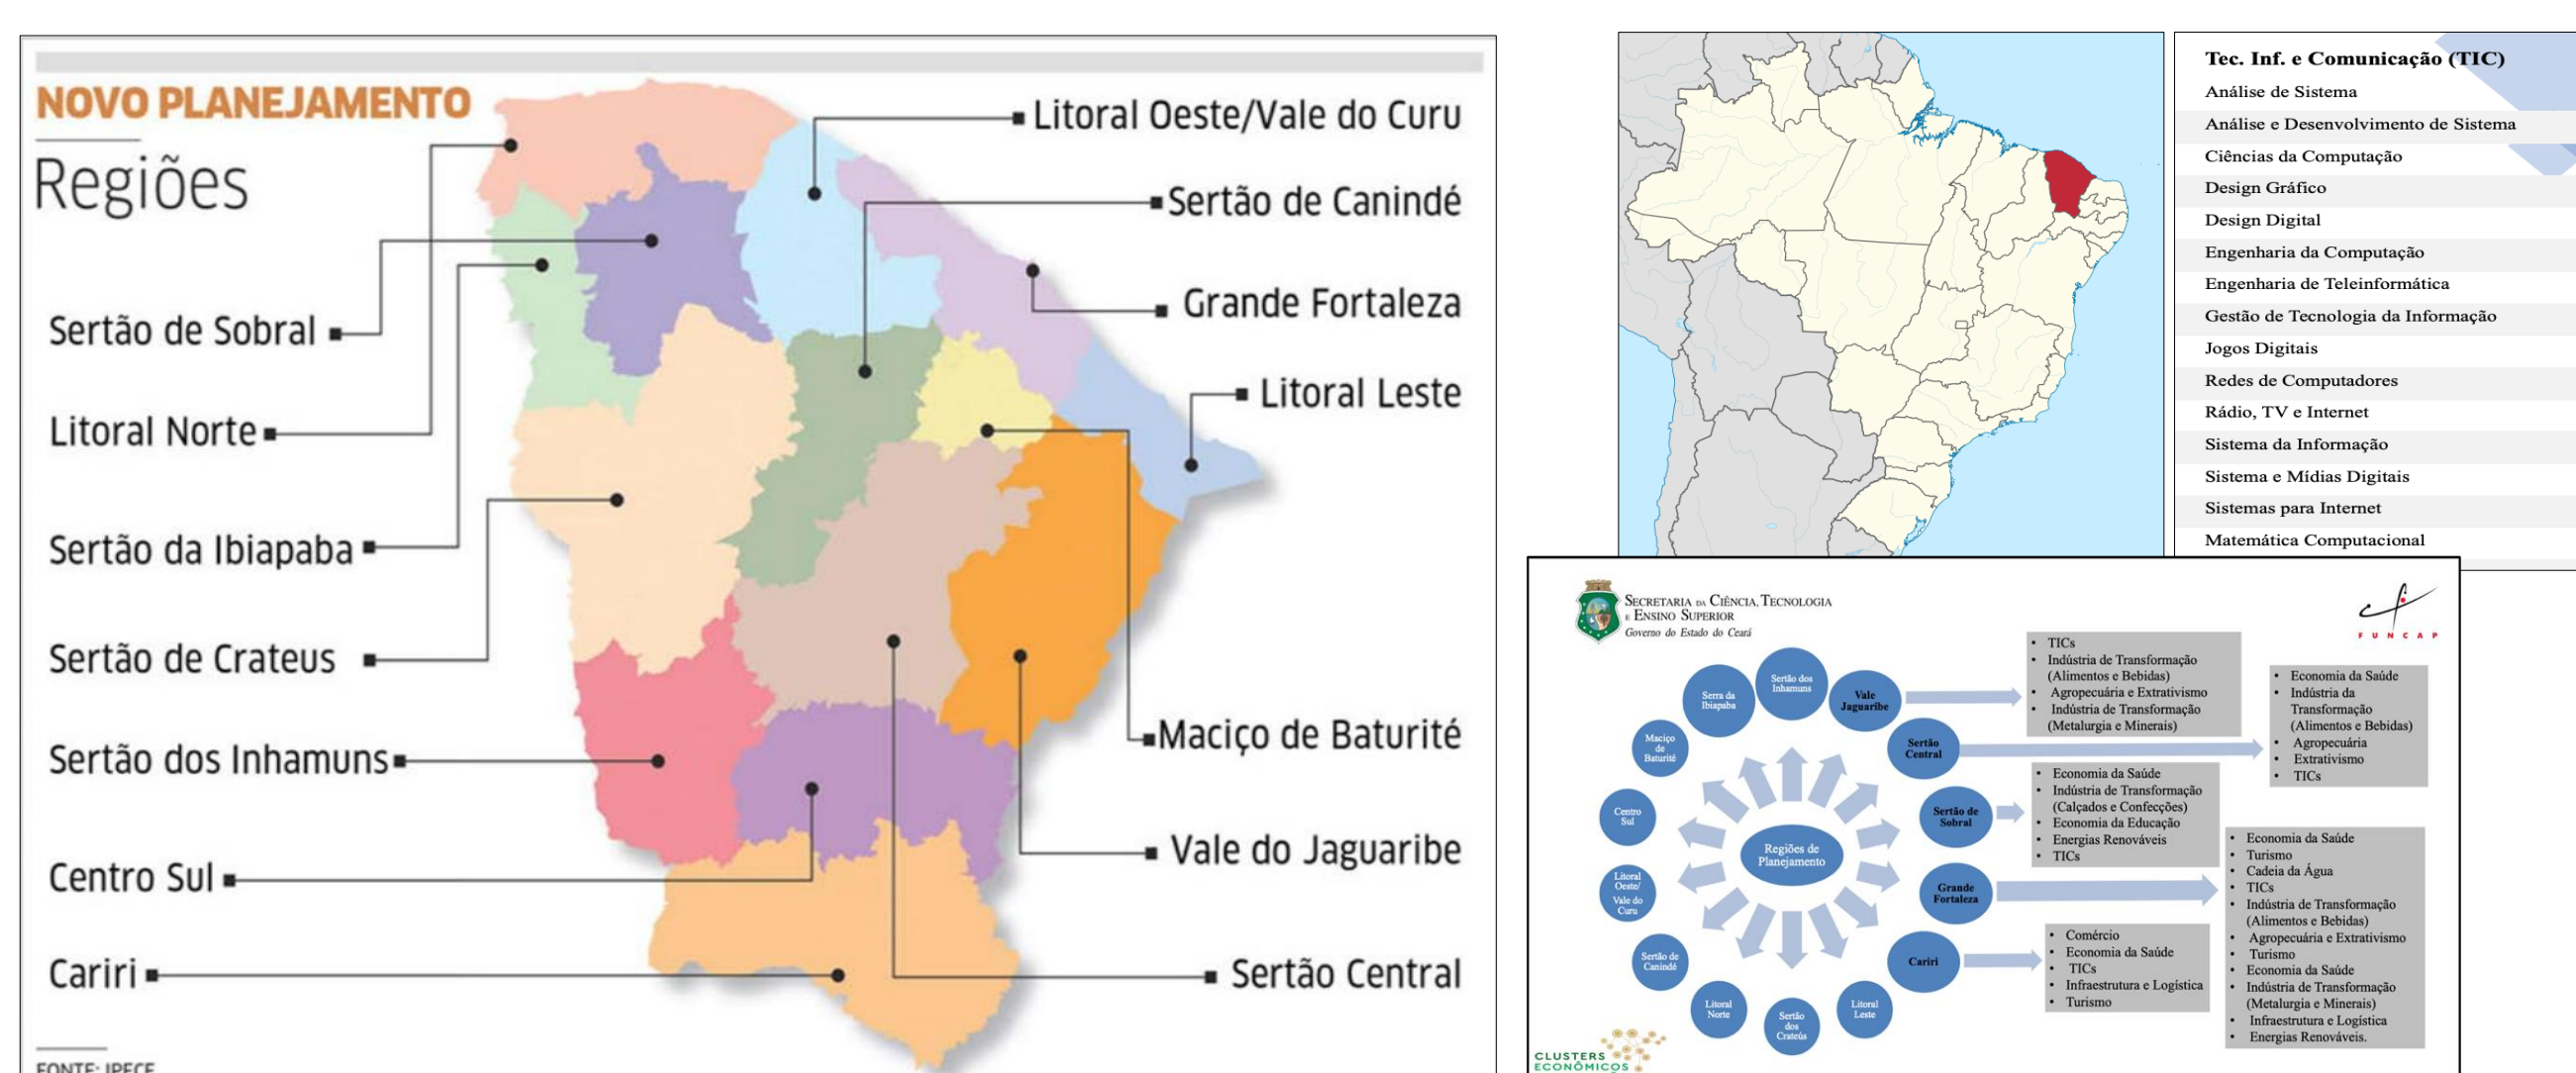 NOVO PLANEJAMENTO
Regiões
Sertão de Sobral
Litoral Norte
Sertão da Ibiapaba
Sertão de Crateus
Sertão dos Inhamuns
Centro Sul
Cariri
FONTE: IPECE
Litoral Oeste/Vale do Curu
Sertão de Canindé
Grande Fortaleza
Litoral Leste
Maciço de Baturité
Vale do Jaguaribe
Sertão Central
Tec. Inf. e Comunicação (TIC)
Análise de Sistema
Análise e Desenvolvimento de Sistema
Ciências da Computação
Design Gráfico
Design Digital
Engenharia da Computação
Engenharia de Teleinformática
Gestão de Tecnologia da Informação
Jogos Digitais
Redes de Computadores
Rádio, TV e Internet
Sistema da Informação
Sistema e Mídias Digitais
Sistemas para Internet
Matemática Computacional
SECRETARIA DA CIÊNCIA, TECNOLOGIA
E ENSINO SUPERIOR
Governo do Estado do Ceará
FUNCAP
Regiões de
Planejamento
Sertão dos
Inhamuns
Vale
Jaguaribe
• TICs
• Indústria de Transformação
(Alimentos e Bebidas)
• Agropecuária e Extrativismo
• Indústria de Transformação
(Metalurgia e Minerais)
Sertão
Central
• Economia da Saúde
• Indústria da
Transformação
(Alimentos e Bebidas)
• Agropecuária
• Extrativismo
• TICs
Sertão de
Sobral
• Economia da Saúde
• Indústria de Transformação
(Calçados e Confecções)
• Economia da Educação
• Energias Renováveis
• TICs
Grande
Fortaleza
• Economia da Saúde
• Turismo
• Cadeia da Água
• TICs
• Indústria de Transformação
(Alimentos e Bebidas)
• Agropecuária e Extrativismo
• Turismo
• Economia da Saúde
• Indústria de Transformação
(Metalurgia e Minerais)
• Infraestrutura e Logística
• Energias Renováveis.
Cariri
• Comércio
• Economia da Saúde
• TICs
• Infraestrutura e Logística
• Turismo
Litoral
Leste
Sertão
dos
Crateús
Litoral
Norte
Sertão de
Canindé
Litoral
Oeste/
Vale do
Curu
Centro
Sul
Maciço
de
Baturité
Serra da
Ibiapaba
CLUSTERS
ECONÔMICOS